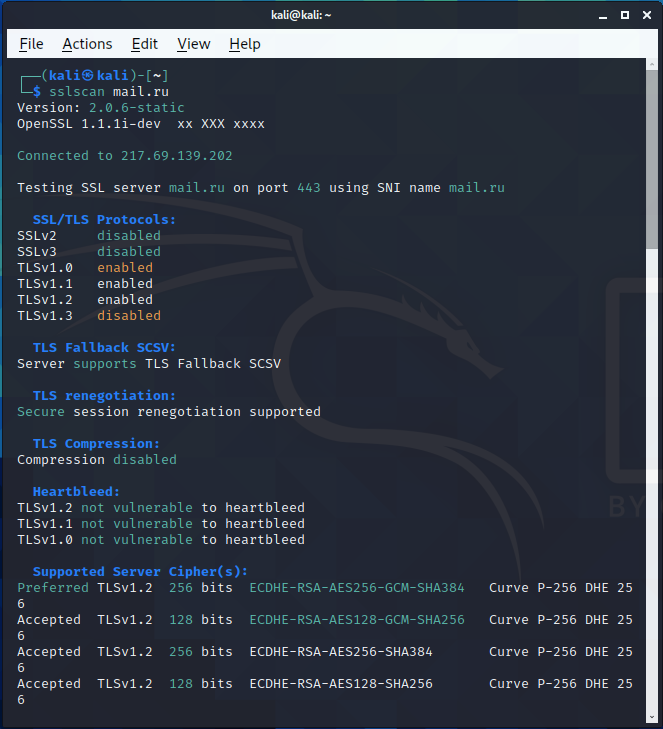 kali@kali: ~
File Actions Edit View Help
┌──(kali㉿kali)-[~]
└─$ sslscan mail.ru
Version: 2.0.6-static
OpenSSL 1.1.1i-dev  xx XXX xxxx
Connected to 217.69.139.202
Testing SSL server mail.ru on port 443 using SNI name mail.ru
SSL/TLS Protocols:
SSLv2     disabled
SSLv3     disabled
TLSv1.0   enabled
TLSv1.1   enabled
TLSv1.2   enabled
TLSv1.3   disabled
TLS Fallback SCSV:
Server supports TLS Fallback SCSV
TLS renegotiation:
Secure session renegotiation supported
TLS Compression:
Compression disabled
Heartbleed:
TLSv1.2 not vulnerable to heartbleed
TLSv1.1 not vulnerable to heartbleed
TLSv1.0 not vulnerable to heartbleed
Supported Server Cipher(s):
Preferred TLSv1.2  256 bits  ECDHE-RSA-AES256-GCM-SHA384   Curve P-256 DHE 25
6
Accepted  TLSv1.2  128 bits  ECDHE-RSA-AES128-GCM-SHA256   Curve P-256 DHE 25
6
Accepted  TLSv1.2  256 bits  ECDHE-RSA-AES256-SHA384       Curve P-256 DHE 25
6
Accepted  TLSv1.2  128 bits  ECDHE-RSA-AES128-SHA256       Curve P-256 DHE 25
6
BY